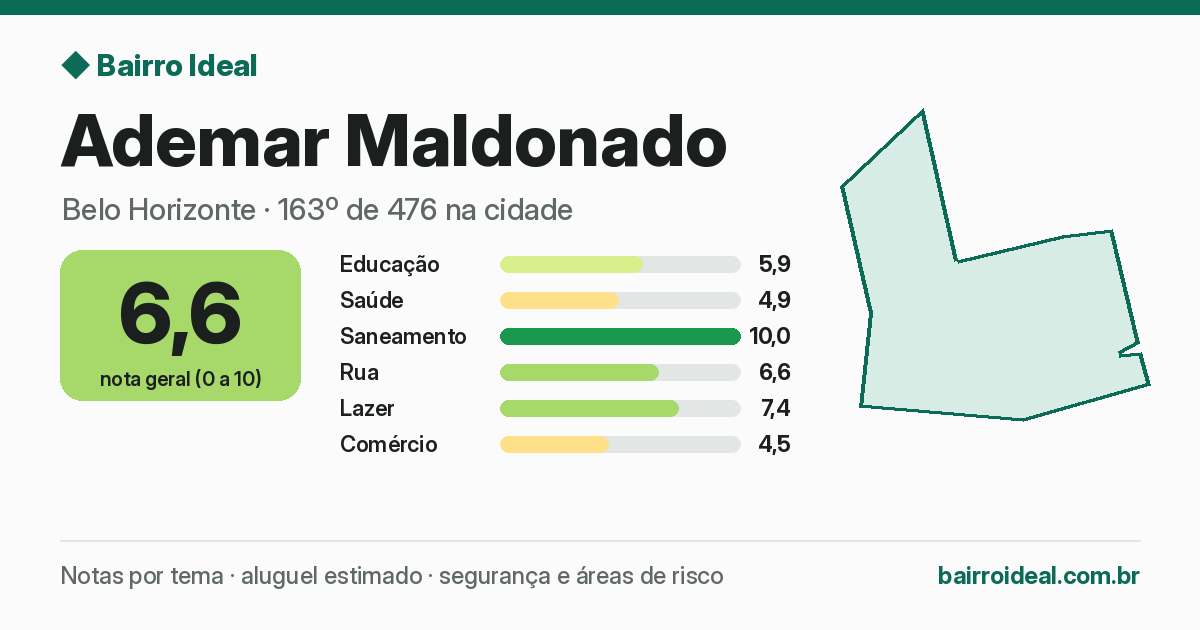 Bairro Ideal
Ademar Maldonado
Belo Horizonte · 163º de 476 na cidade
6,6
nota geral (0 a 10)
Educação 5,9
Saúde 4,9
Saneamento 10,0
Rua 6,6
Lazer 7,4
Comércio 4,5
Notas por tema · aluguel estimado · segurança e áreas de risco
bairroideal.com.br